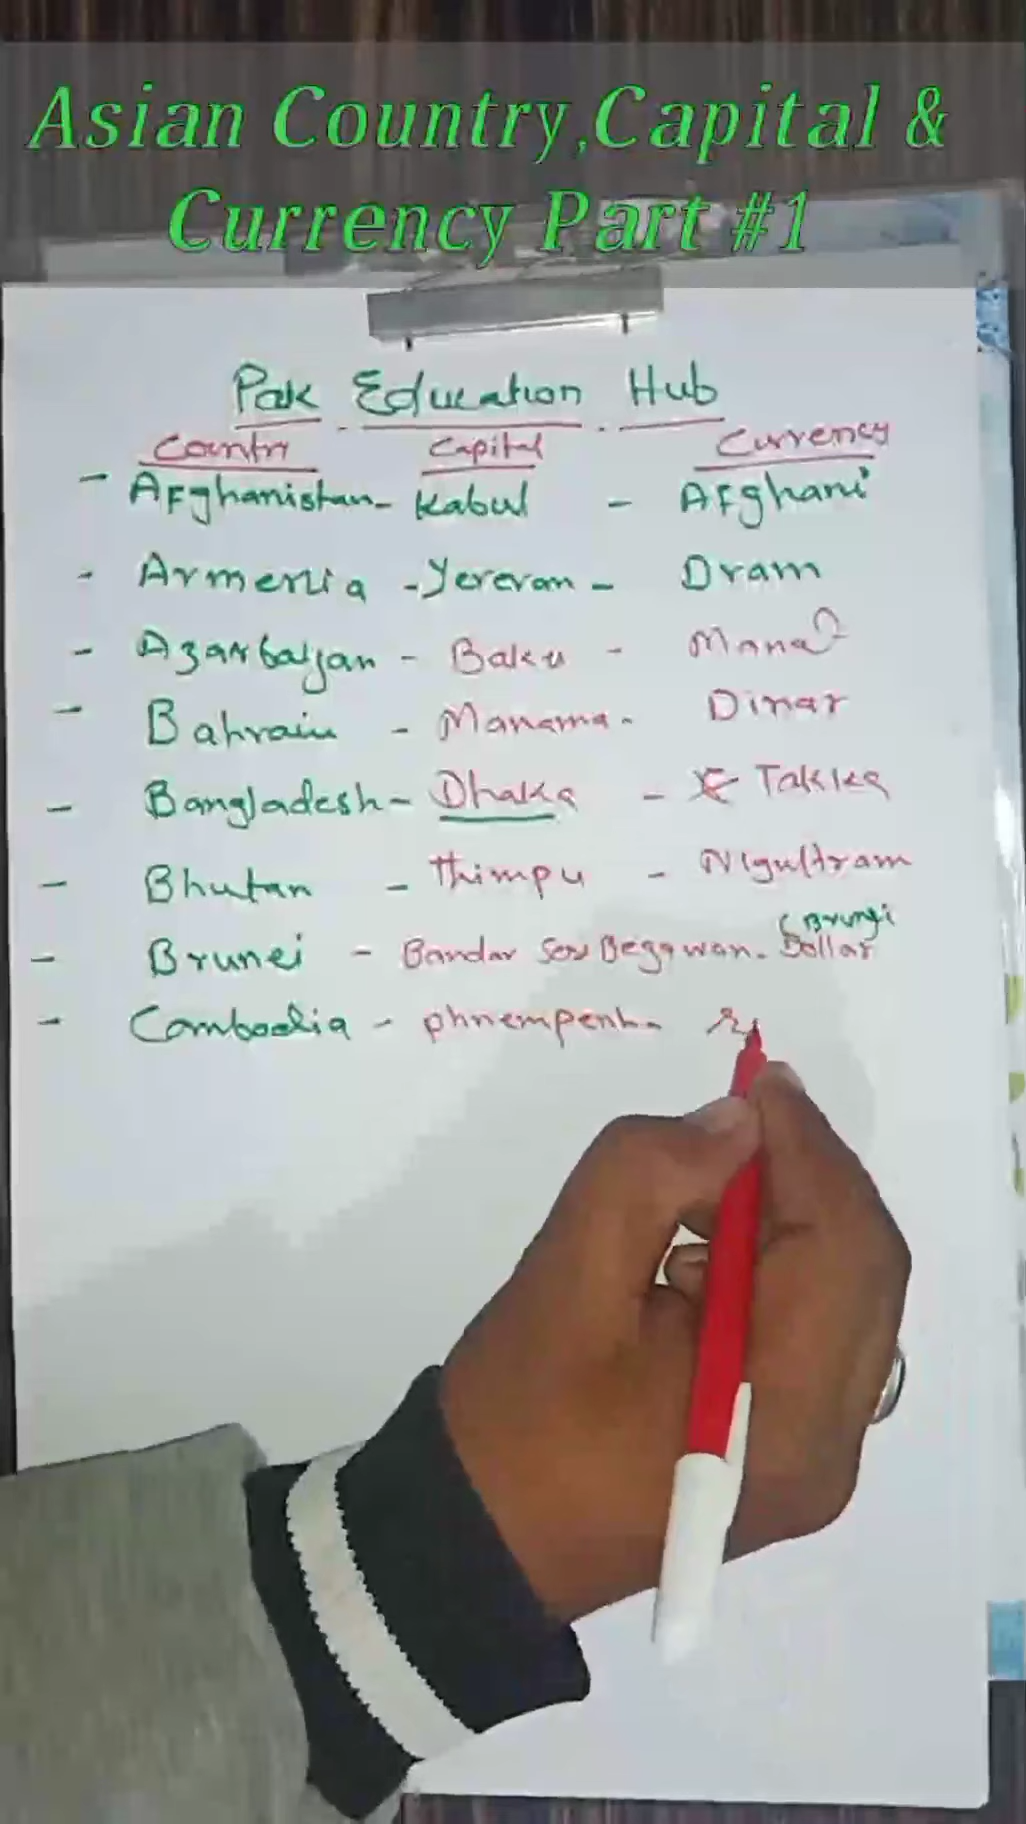 Asian Country,Capital &
Currency Part #1
Pak Education Hub
Country Capital Currency
- Afghanistan - Kabul - Afghani
- Armenia - Yerevan - Dram
- Azarbaijan - Baku - Manat
- Bahrain - Manama - Dinar
- Bangladesh - Dhaka - Takka
- Bhutan - Thimpu - Nigultram
- Brunei - Bandar Seri Begawan - Dollar
(Brunei
- Cambodia - phnempenh -